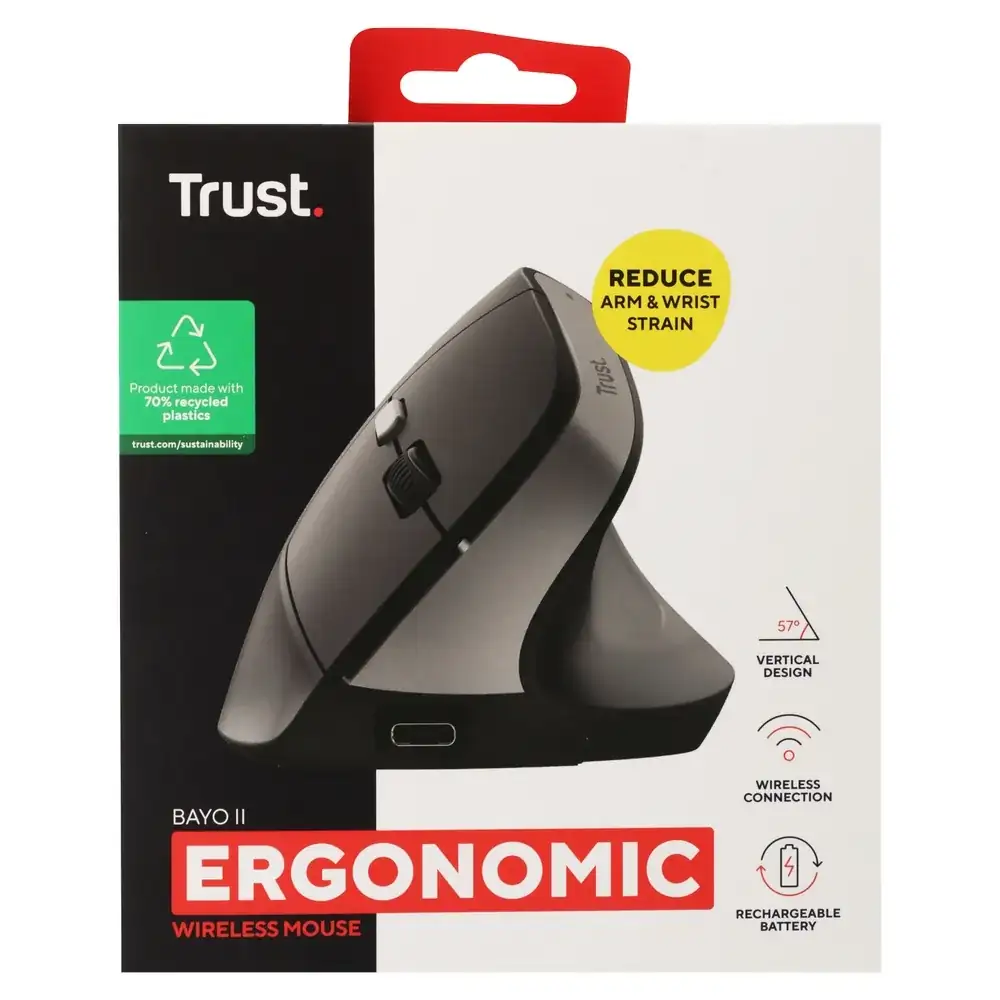 Trust.
REDUCE
ARM & WRIST
STRAIN
Trust
Product made with
70% recycled
plastics
trust.com/sustainability
57°
VERTICAL
DESIGN
WIRELESS
CONNECTION
BAYO II
ERGONOMIC
WIRELESS MOUSE
RECHARGEABLE
BATTERY